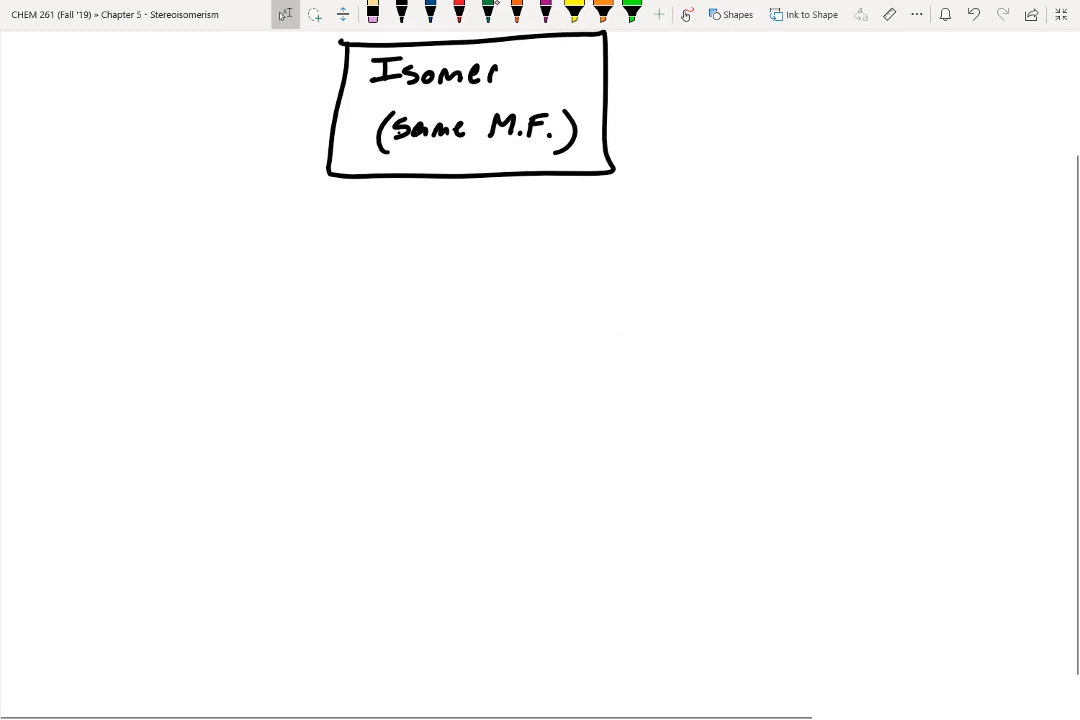 CHEM 261 (Fall '19) » Chapter 5 - Stereoisomerism
Shapes
Ink to Shape
Isomer
(same M.F.)